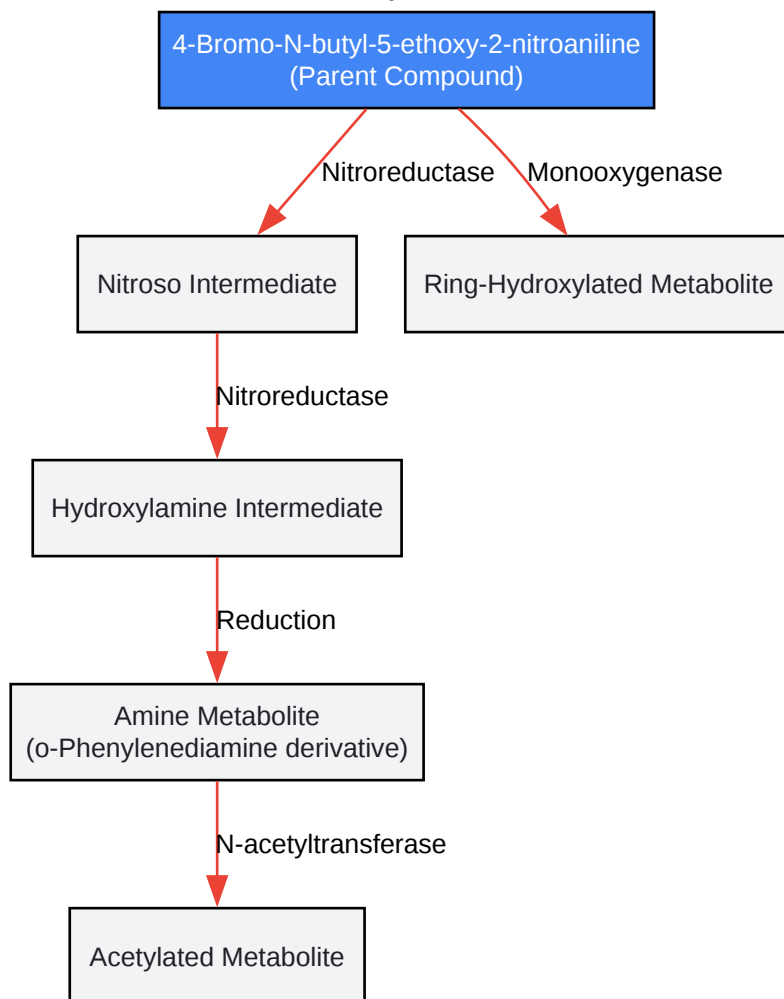 4-Bromo-N-butyl-5-ethoxy-2-nitroaniline
(Parent Compound)
Nitroreductase
Monooxygenase
Nitroso Intermediate
Ring-Hydroxylated Metabolite
Nitroreductase
Hydroxylamine Intermediate
Reduction
Amine Metabolite
(o-Phenylenediamine derivative)
N-acetyltransferase
Acetylated Metabolite